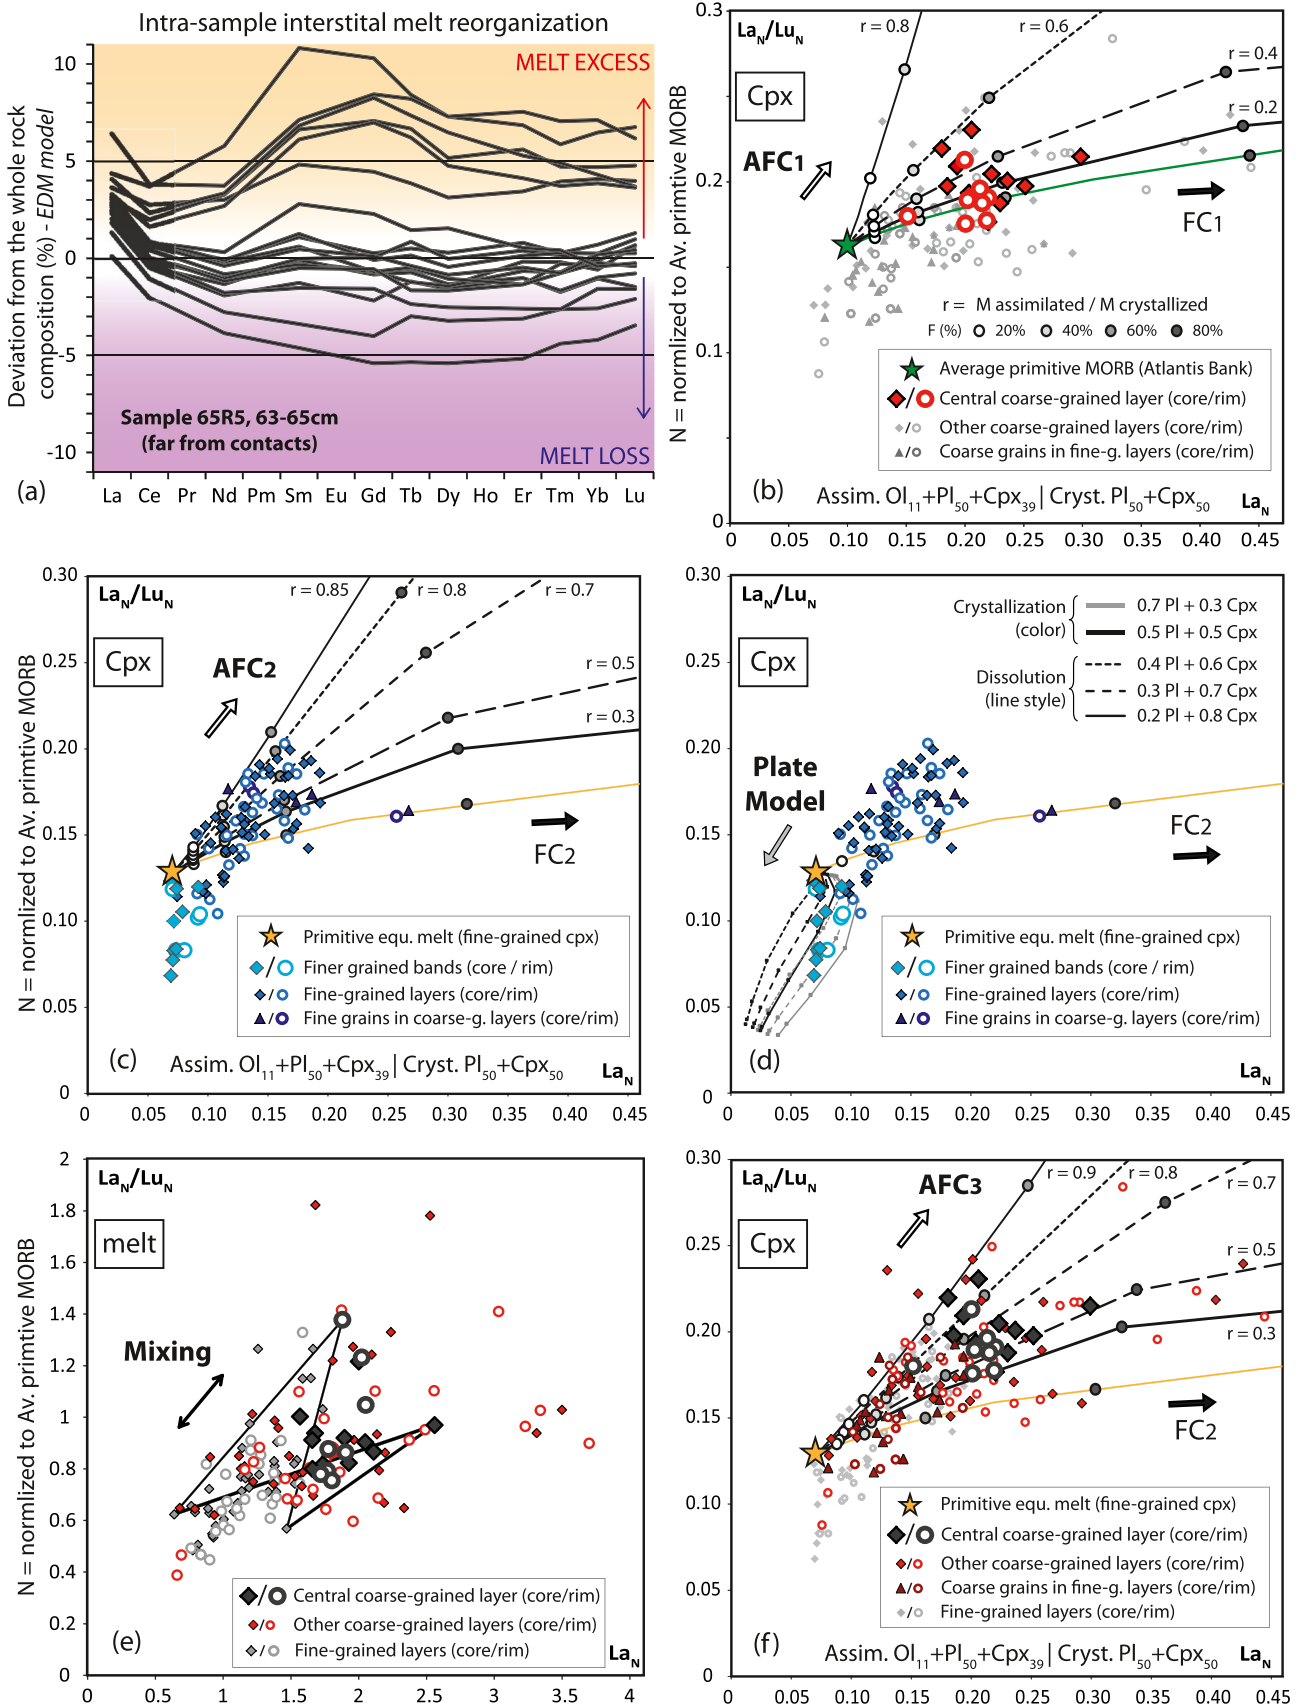 Intra-sample interstital melt reorganization
Deviation from the whole rock
composition (%) - EDM model
10
5
0
-5
-10
MELT EXCESS
MELT LOSS
Sample 65R5, 63-65cm
(far from contacts)
La Ce Pr Nd Pm Sm Eu Gd Tb Dy Ho Er Tm Yb Lu
(a)
N = normlized to Av. primtive MORB
0.3
0.2
0.1
0
LaN/LuN
Cpx
r = 0.8
r = 0.6
r = 0.4
r = 0.2
AFC1
FC1
r = M assimilated / M crystallized
F (%) 20% 40% 60% 80%
Average primitive MORB (Atlantis Bank)
Central coarse-grained layer (core/rim)
Other coarse-grained layers (core/rim)
Coarse grains in fine-g. layers (core/rim)
(b)
Assim. Ol11+Pl50+Cpx39 | Cryst. Pl50+Cpx50
LaN
0 0.05 0.10 0.15 0.20 0.25 0.30 0.35 0.40 0.45
N = normlized to Av. primtive MORB
0.30
0.25
0.20
0.15
0.10
0.05
0
LaN/LuN
Cpx
r = 0.85
r = 0.8
r = 0.7
r = 0.5
r = 0.3
AFC2
FC2
Primitive equ. melt (fine-grained cpx)
Finer grained bands (core / rim)
Fine-grained layers (core/rim)
Fine grains in coarse-g. layers (core/rim)
(c)
Assim. Ol11+Pl50+Cpx39 | Cryst. Pl50+Cpx50
LaN
0 0.05 0.10 0.15 0.20 0.25 0.30 0.35 0.40 0.45
0.30
0.25
0.20
0.15
0.10
0.05
0
LaN/LuN
Cpx
Crystallization
(color)
0.7 Pl + 0.3 Cpx
0.5 Pl + 0.5 Cpx
Dissolution
(line style)
0.4 Pl + 0.6 Cpx
0.3 Pl + 0.7 Cpx
0.2 Pl + 0.8 Cpx
Plate
Model
FC2
Primitive equ. melt (fine-grained cpx)
Finer grained bands (core / rim)
Fine-grained layers (core/rim)
Fine grains in coarse-g. layers (core/rim)
(d)
LaN
0 0.05 0.10 0.15 0.20 0.25 0.30 0.35 0.40 0.45
N = normlized to Av. primtive MORB
2
1.8
1.6
1.4
1.2
1
0.8
0.6
0.4
0.2
0
LaN/LuN
melt
Mixing
Central coarse-grained layer (core/rim)
Other coarse-grained layers (core/rim)
Fine-grained layers (core/rim)
(e)
LaN
0 0.5 1 1.5 2 2.5 3 3.5 4
0.30
0.25
0.20
0.15
0.10
0.05
0
LaN/LuN
Cpx
AFC3
r = 0.9
r = 0.8
r = 0.7
r = 0.5
r = 0.3
FC2
Primitive equ. melt (fine-grained cpx)
Central coarse-grained layer (core/rim)
Other coarse-grained layers (core/rim)
Coarse grains in fine-g. layers (core/rim)
Fine-grained layers (core/rim)
(f)
Assim. Ol11+Pl50+Cpx39 | Cryst. Pl50+Cpx50
LaN
0 0.05 0.10 0.15 0.20 0.25 0.30 0.35 0.40 0.45